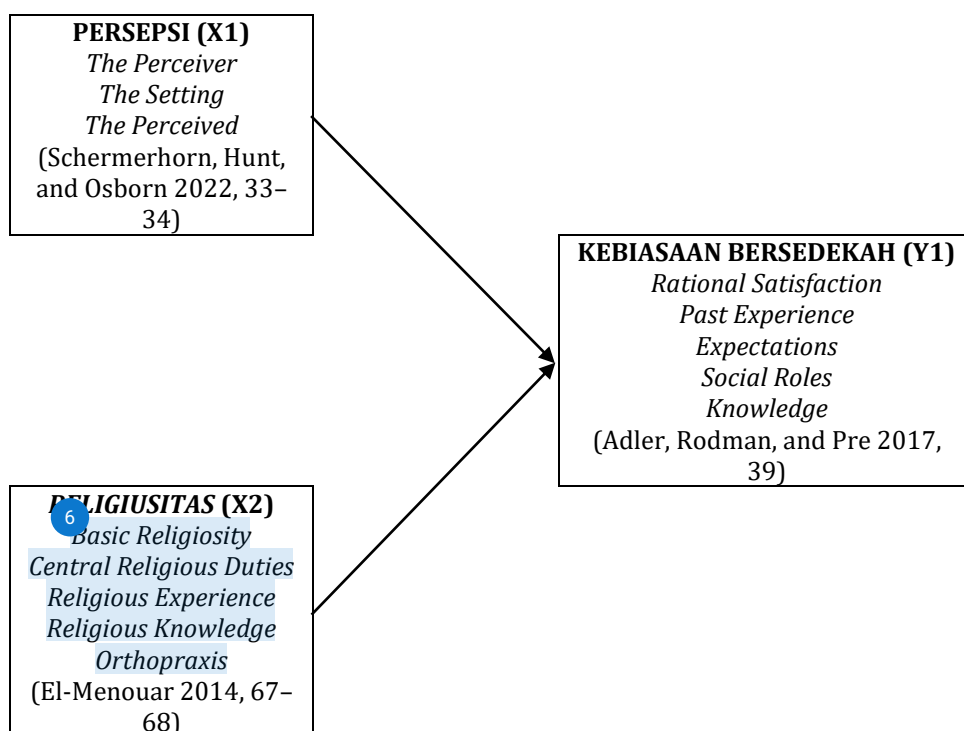 PERSEPSI (X1)
The Perceiver
The Setting
The Perceived
(Schermerhorn, Hunt,
and Osborn 2022, 33–
34)
KEBIASAAN BERSEDEKAH (Y1)
Rational Satisfaction
Past Experience
Expectations
Social Roles
Knowledge
(Adler, Rodman, and Pre 2017,
39)
RELIGIUSITAS (X2)
6
Basic Religiosity
Central Religious Duties
Religious Experience
Religious Knowledge
Orthopraxis
(El-Menouar 2014, 67–
68)